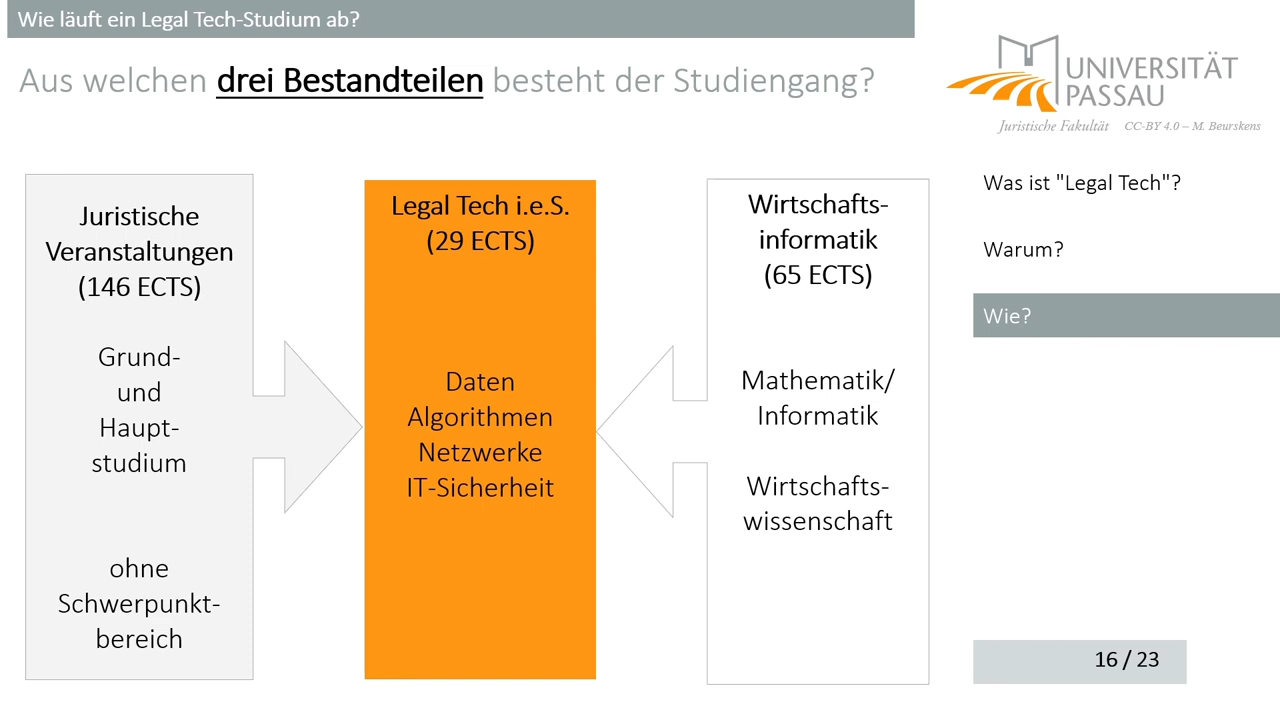 Wie läuft ein Legal Tech-Studium ab?
Aus welchen drei Bestandteilen besteht der Studiengang?
UNIVERSITÄT
PASSAU
Juristische Fakultät CC-BY 4.0 – M. Beurskens
Juristische
Veranstaltungen
(146 ECTS)
Grund-
und
Haupt-
studium
ohne
Schwerpunkt-
bereich
Legal Tech i.e.S.
(29 ECTS)
Daten
Algorithmen
Netzwerke
IT-Sicherheit
Wirtschafts-
informatik
(65 ECTS)
Mathematik/
Informatik
Wirtschafts-
wissenschaft
Was ist "Legal Tech"?
Warum?
Wie?
16 / 23